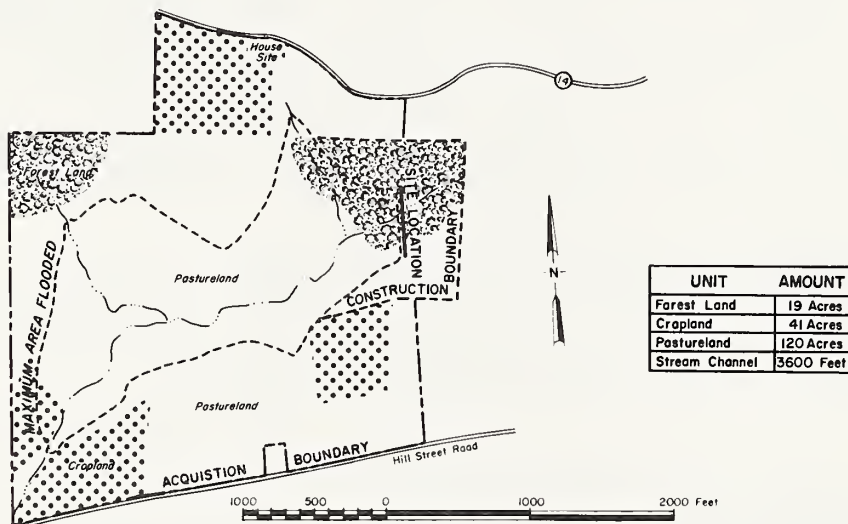 House
Site
14
Forest Land
SITE LOCATION
BOUNDARY
MAXIMUM AREA FLOODED
Pastureland
N
CONSTRUCTION
UNIT AMOUNT
Forest Land 19 Acres
Cropland 41 Acres
Pastureland 120 Acres
Stream Channel 3600 Feet
Pastureland
Cropland
ACQUISTION BOUNDARY
Hill Street Road
1000 500 0 1000 2000 Feet